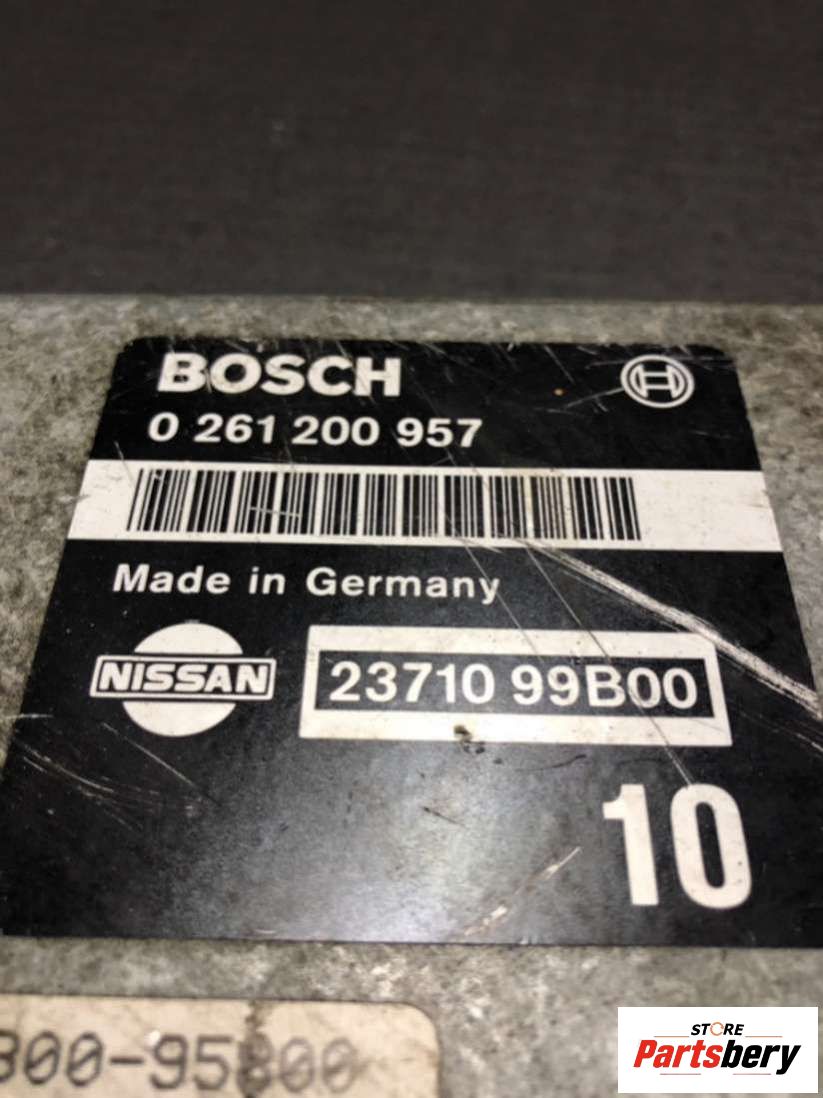 BOSCH
0 261 200 957
Made in Germany
NISSAN
23710 99B00
10
STORE
Partsbery